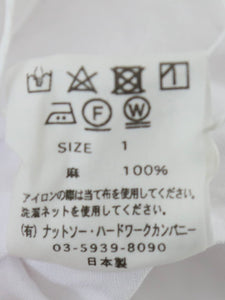 SIZE 1
麻 100%
アイロンの際は当て布を使用してください。
洗濯ネットを使用してください。
(有)ナットソー・ハードワークカンパニー
03-5939-8090
日本製